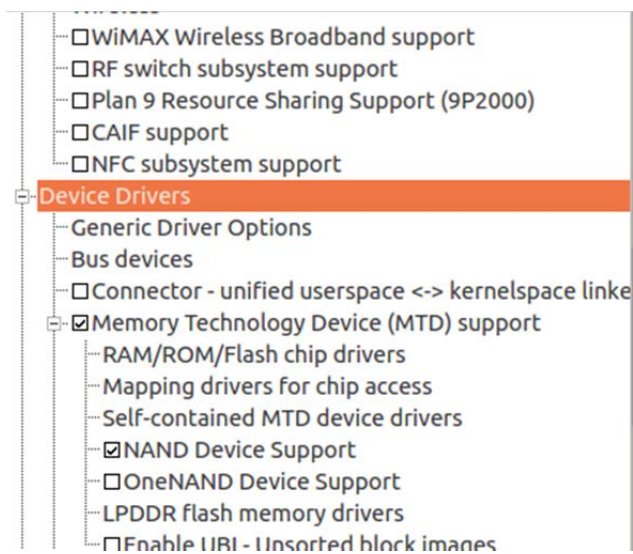 Wireless
WiMAX Wireless Broadband support
RF switch subsystem support
Plan 9 Resource Sharing Support (9P2000)
CAIF support
NFC subsystem support
Device Drivers
Generic Driver Options
Bus devices
Connector - unified userspace <-> kernelspace linke
Memory Technology Device (MTD) support
RAM/ROM/Flash chip drivers
Mapping drivers for chip access
Self-contained MTD device drivers
NAND Device Support
OneNAND Device Support
LPDDR flash memory drivers
Enable UBI - Unsorted block images